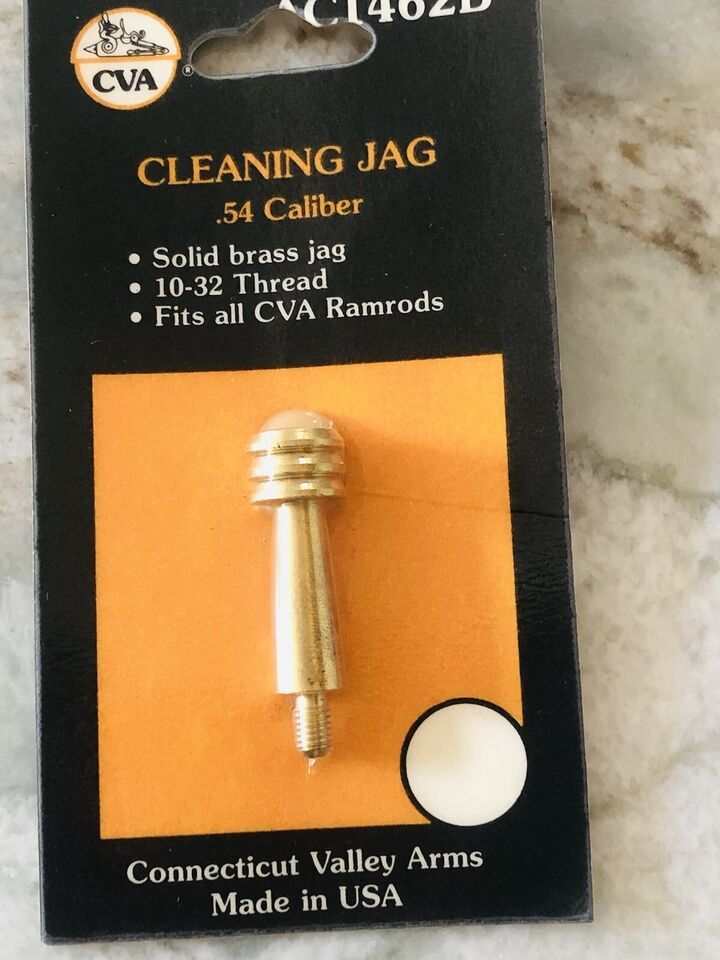 AC1462B
CVA ®
CLEANING JAG
.54 Caliber
• Solid brass jag
• 10-32 Thread
• Fits all CVA Ramrods
Connecticut Valley Arms
Made in USA